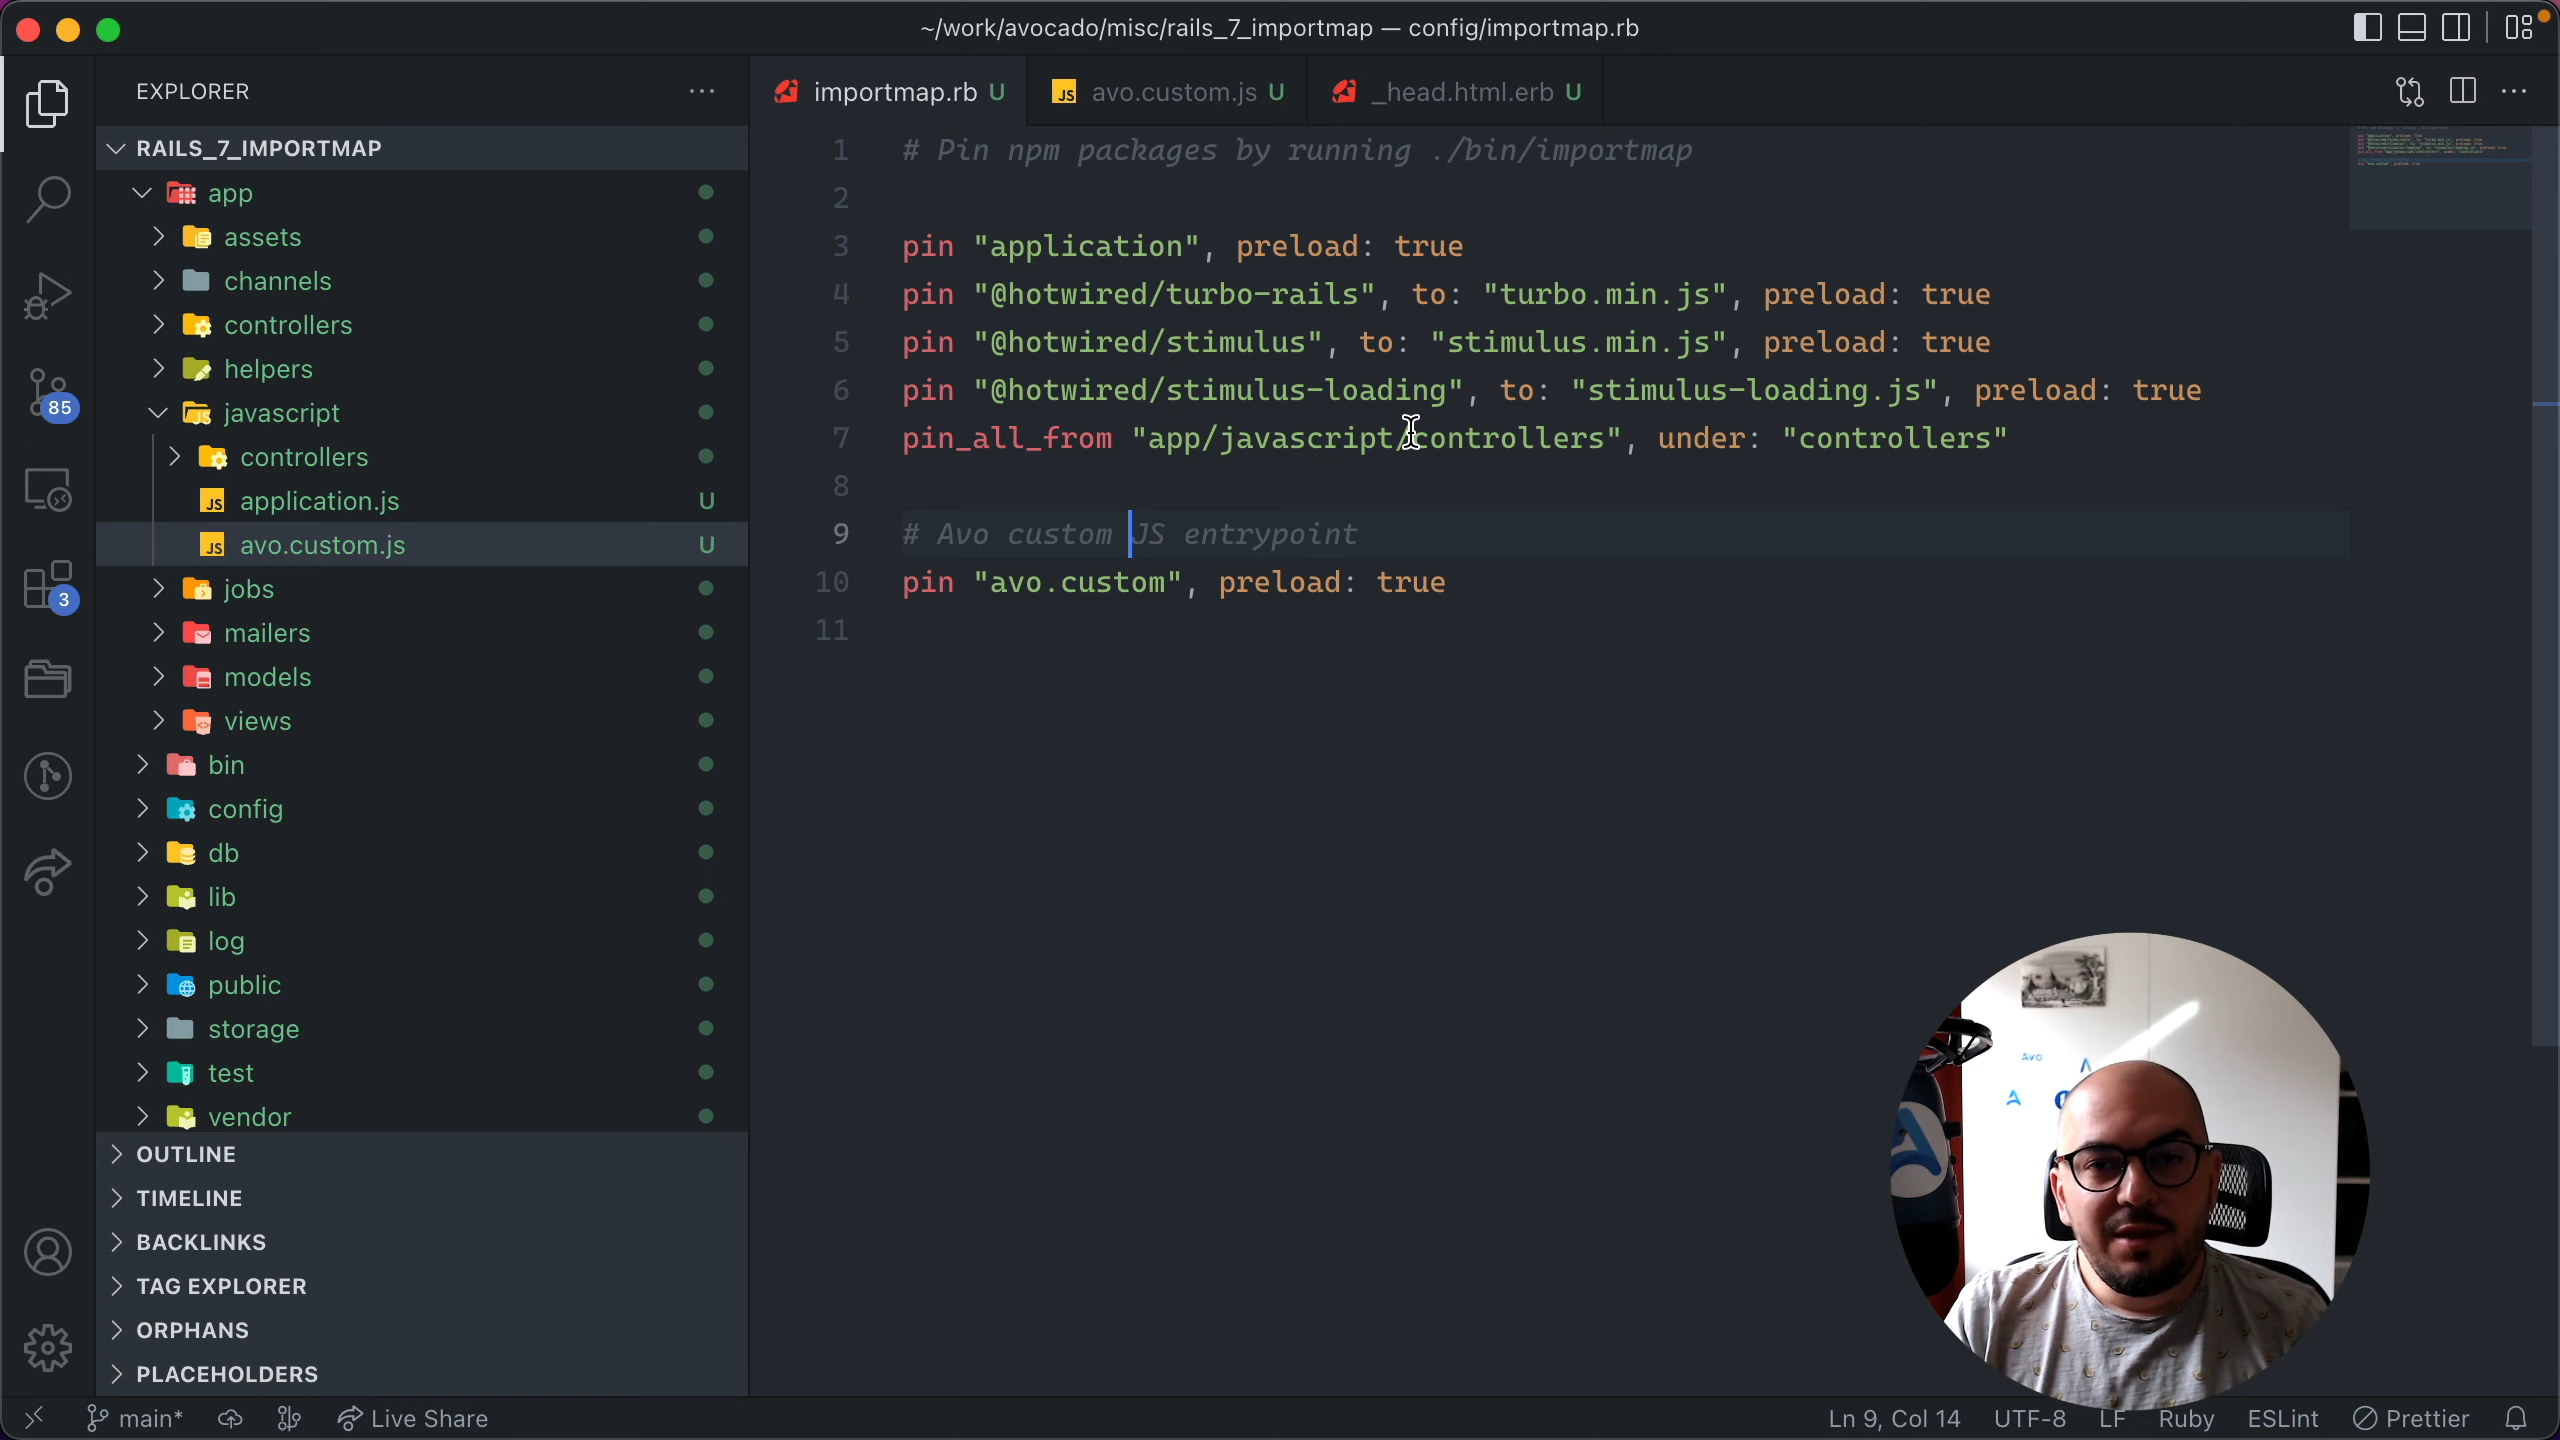 ~/work/avocado/misc/rails_7_importmap — config/importmap.rb
EXPLORER
RAILS_7_IMPORTMAP
app
assets
channels
controllers
helpers
javascript
controllers
application.js U
avo.custom.js U
jobs
mailers
models
views
bin
config
db
lib
log
public
storage
test
vendor
OUTLINE
TIMELINE
BACKLINKS
TAG EXPLORER
ORPHANS
PLACEHOLDERS
85
3
importmap.rb U
JS avo.custom.js U
_head.html.erb U
1 # Pin npm packages by running ./bin/importmap
2
3 pin "application", preload: true
4 pin "@hotwired/turbo-rails", to: "turbo.min.js", preload: true
5 pin "@hotwired/stimulus", to: "stimulus.min.js", preload: true
6 pin "@hotwired/stimulus-loading", to: "stimulus-loading.js", preload: true
7 pin_all_from "app/javascript/controllers", under: "controllers"
8
9 # Avo custom JS entrypoint
10 pin "avo.custom", preload: true
11
Avo
main* Live Share
Ln 9, Col 14 UTF-8 LF Ruby ESLint Prettier